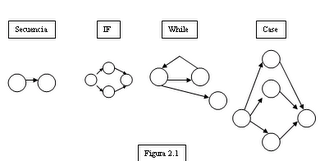 Secuencia
IF
While
Case
Figura 2.1